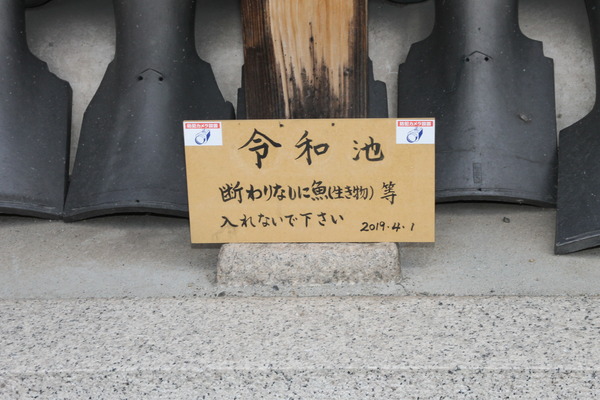 令和池
断わりなしに魚(生き物)等
入れないで下さい 2019.4.1